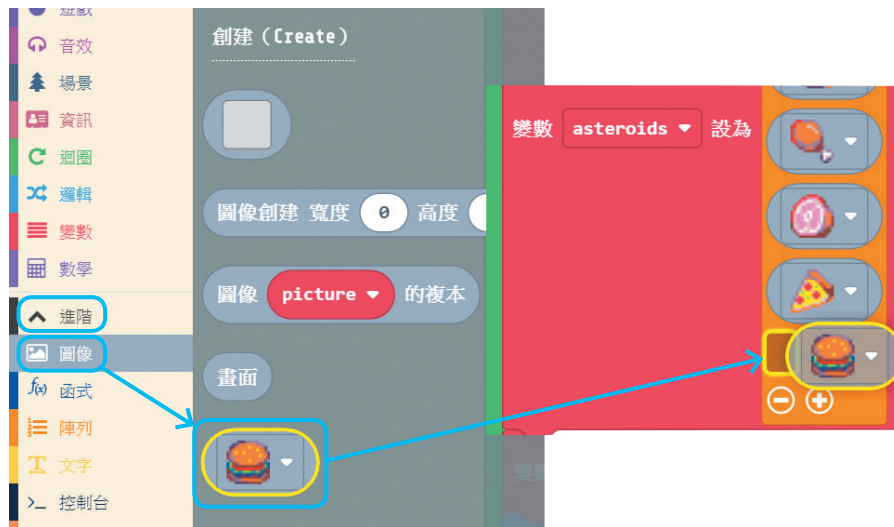 遊戲
音效
場景
資訊
迴圈
邏輯
變數
數學
進階
圖像
函式
陣列
文字
控制台
創建（Create）
圖像創建 寬度 0 高度
圖像 picture 的複本
畫面
變數 asteroids 設為